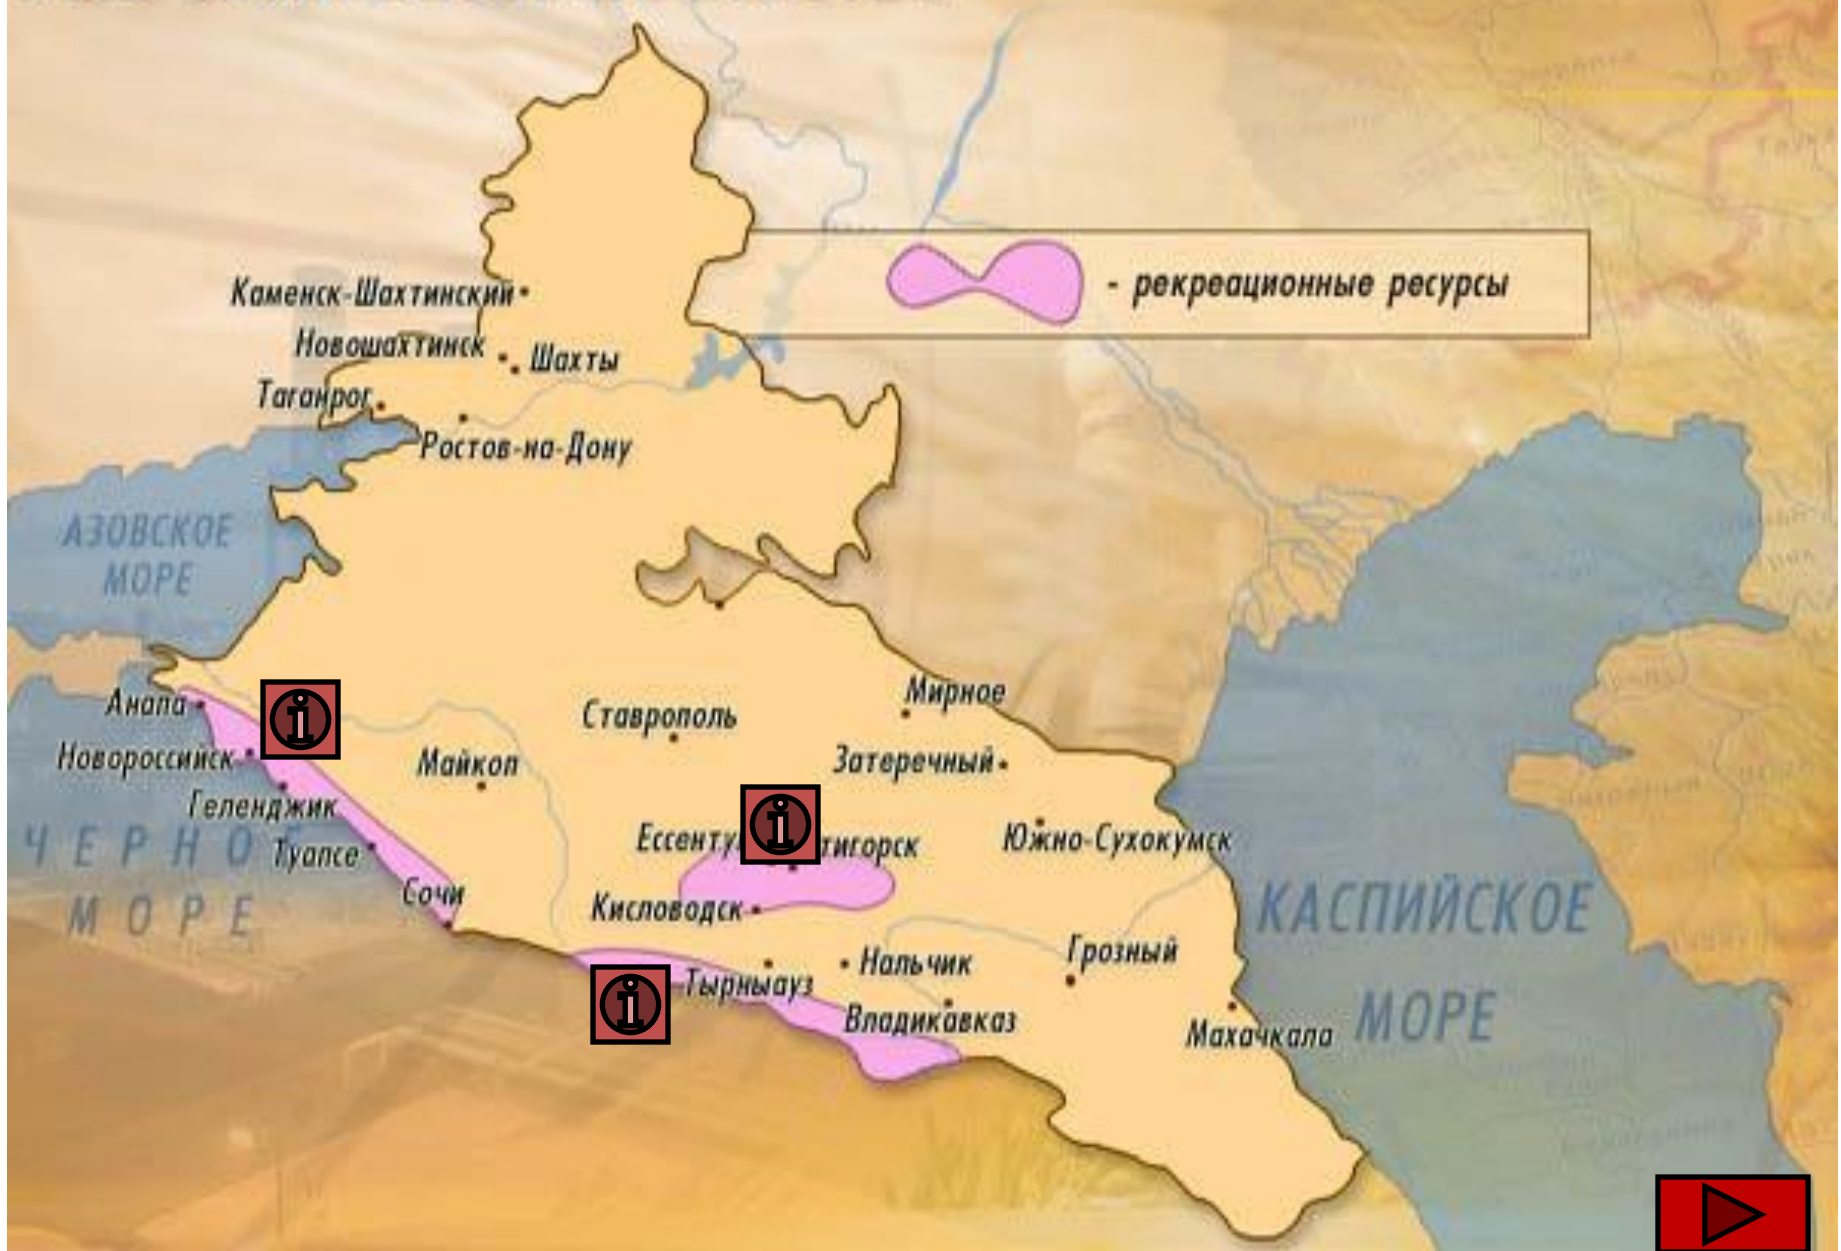 - рекреационные ресурсы
Каменск-Шахтинский
Новошахтинск
Шахты
Таганрог
Ростов-на-Дону
АЗОВСКОЕ
МОРЕ
Анапа
Новороссийск
Геленджик
Туапсе
Сочи
ЧЕРНОЕ
МОРЕ
Майкоп
Ставрополь
Мирное
Затеречный
Южно-Сухокумск
Кисловодск
Тырныауз
Нальчик
Владикавказ
Грозный
Махачкала
КАСПИЙСКОЕ
МОРЕ